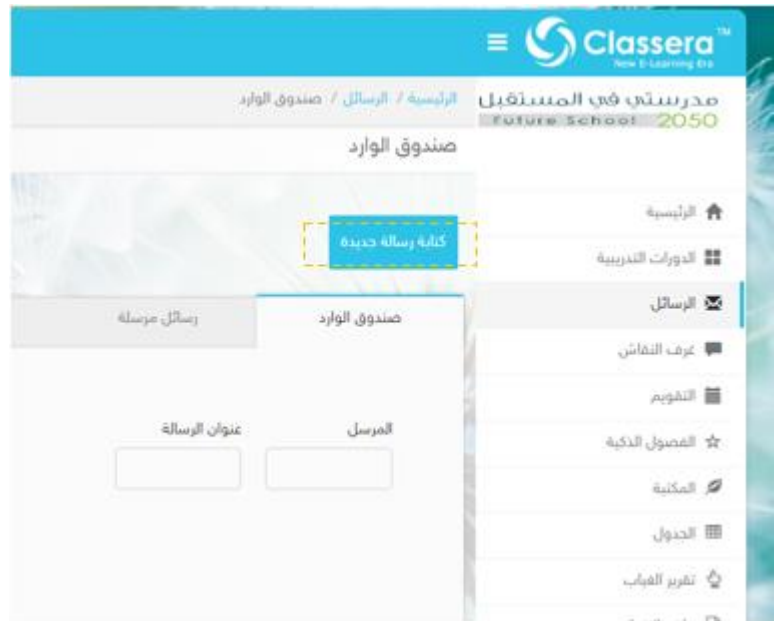 Classera™
New E-Learning Era
مدرستي في المستقبل
Future School 2050
الرئيسية
الدورات التدريبية
الرسائل
غرف النقاش
التقويم
الفصول الذكية
المكتبة
الجدول
تقرير الغياب
الرئيسية / الرسائل / صندوق الوارد
صندوق الوارد
كتابة رسالة جديدة
صندوق الوارد
رسائل مرسلة
المرسل
عنوان الرسالة